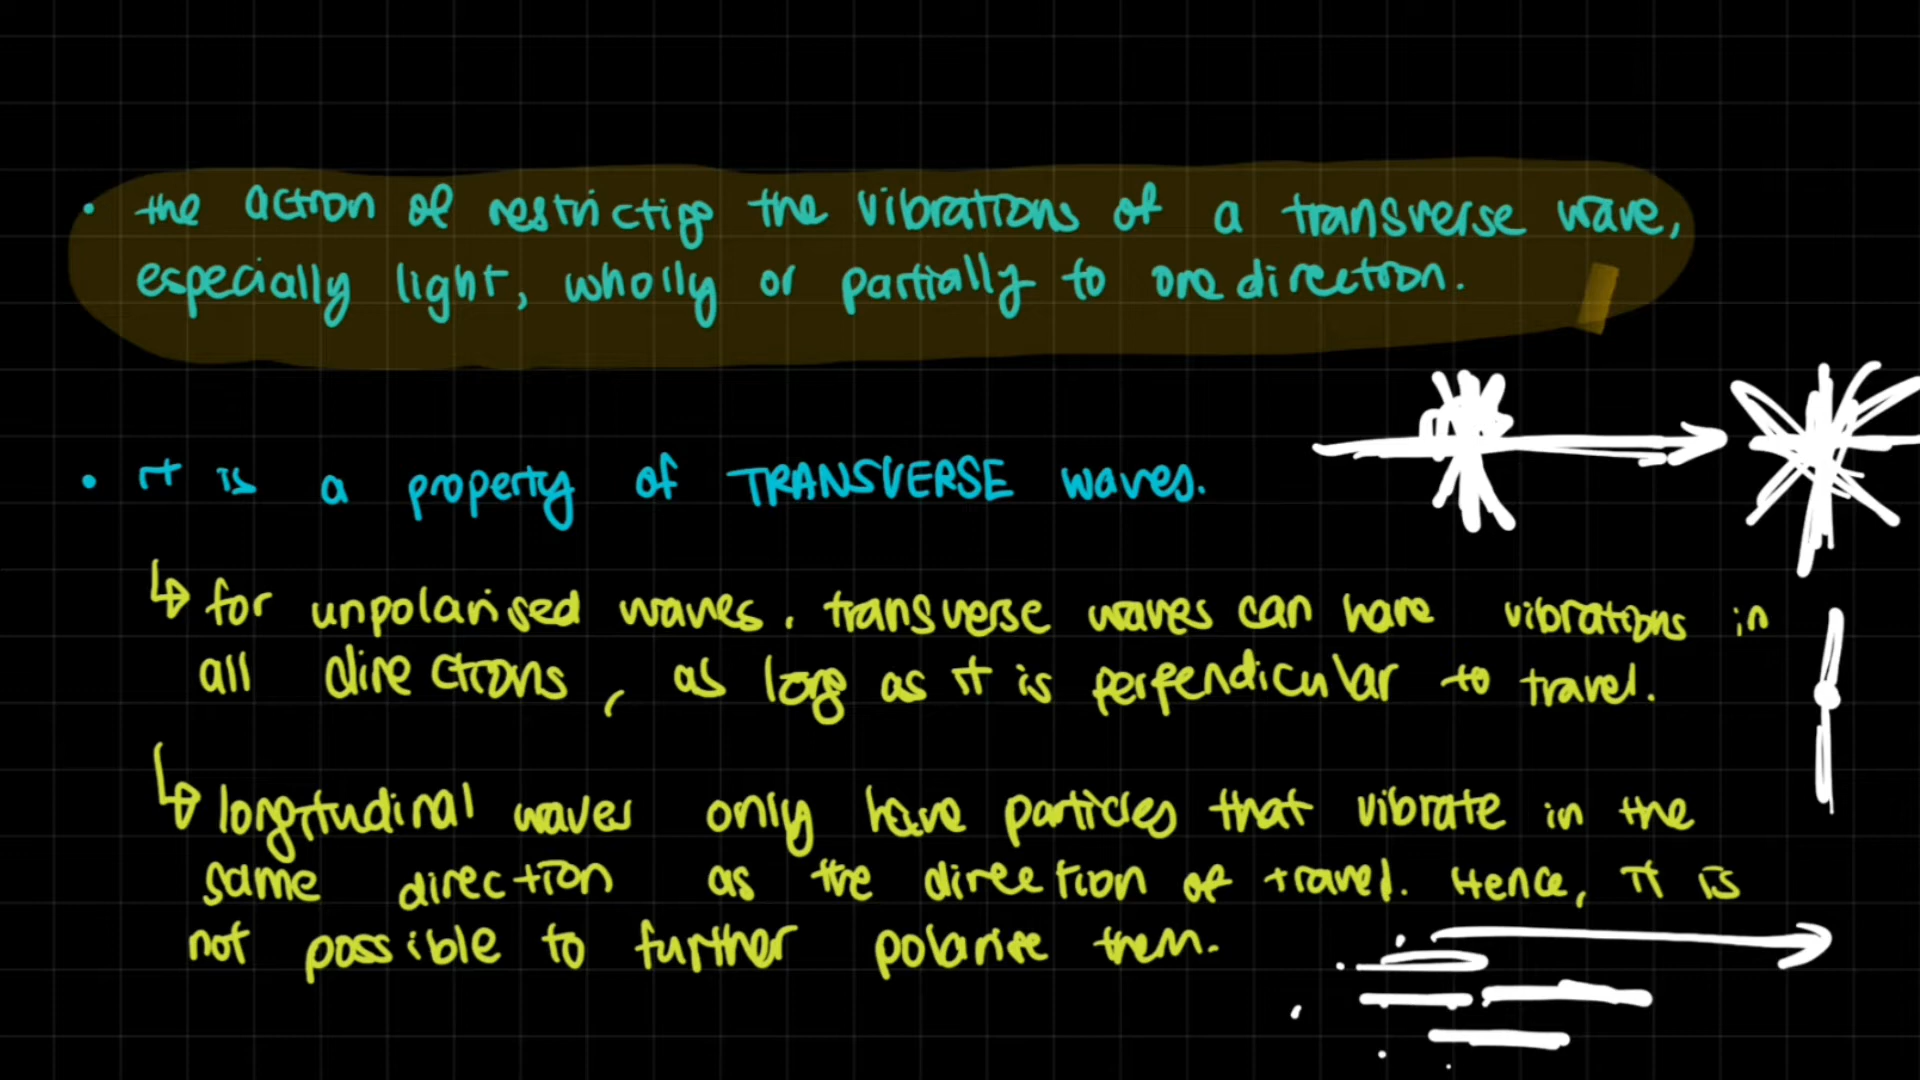 • the action of restricting the vibrations of a transverse wave,
especially light, wholly or partially to one direction.
• It is a property of TRANSVERSE waves.
↳ for unpolarised waves. transverse waves can have vibrations in
all directions, as long as it is perpendicular to travel.
↳ longitudinal waves only have particles that vibrate in the
same direction as the direction of travel. Hence, it is
not possible to further polarise them.